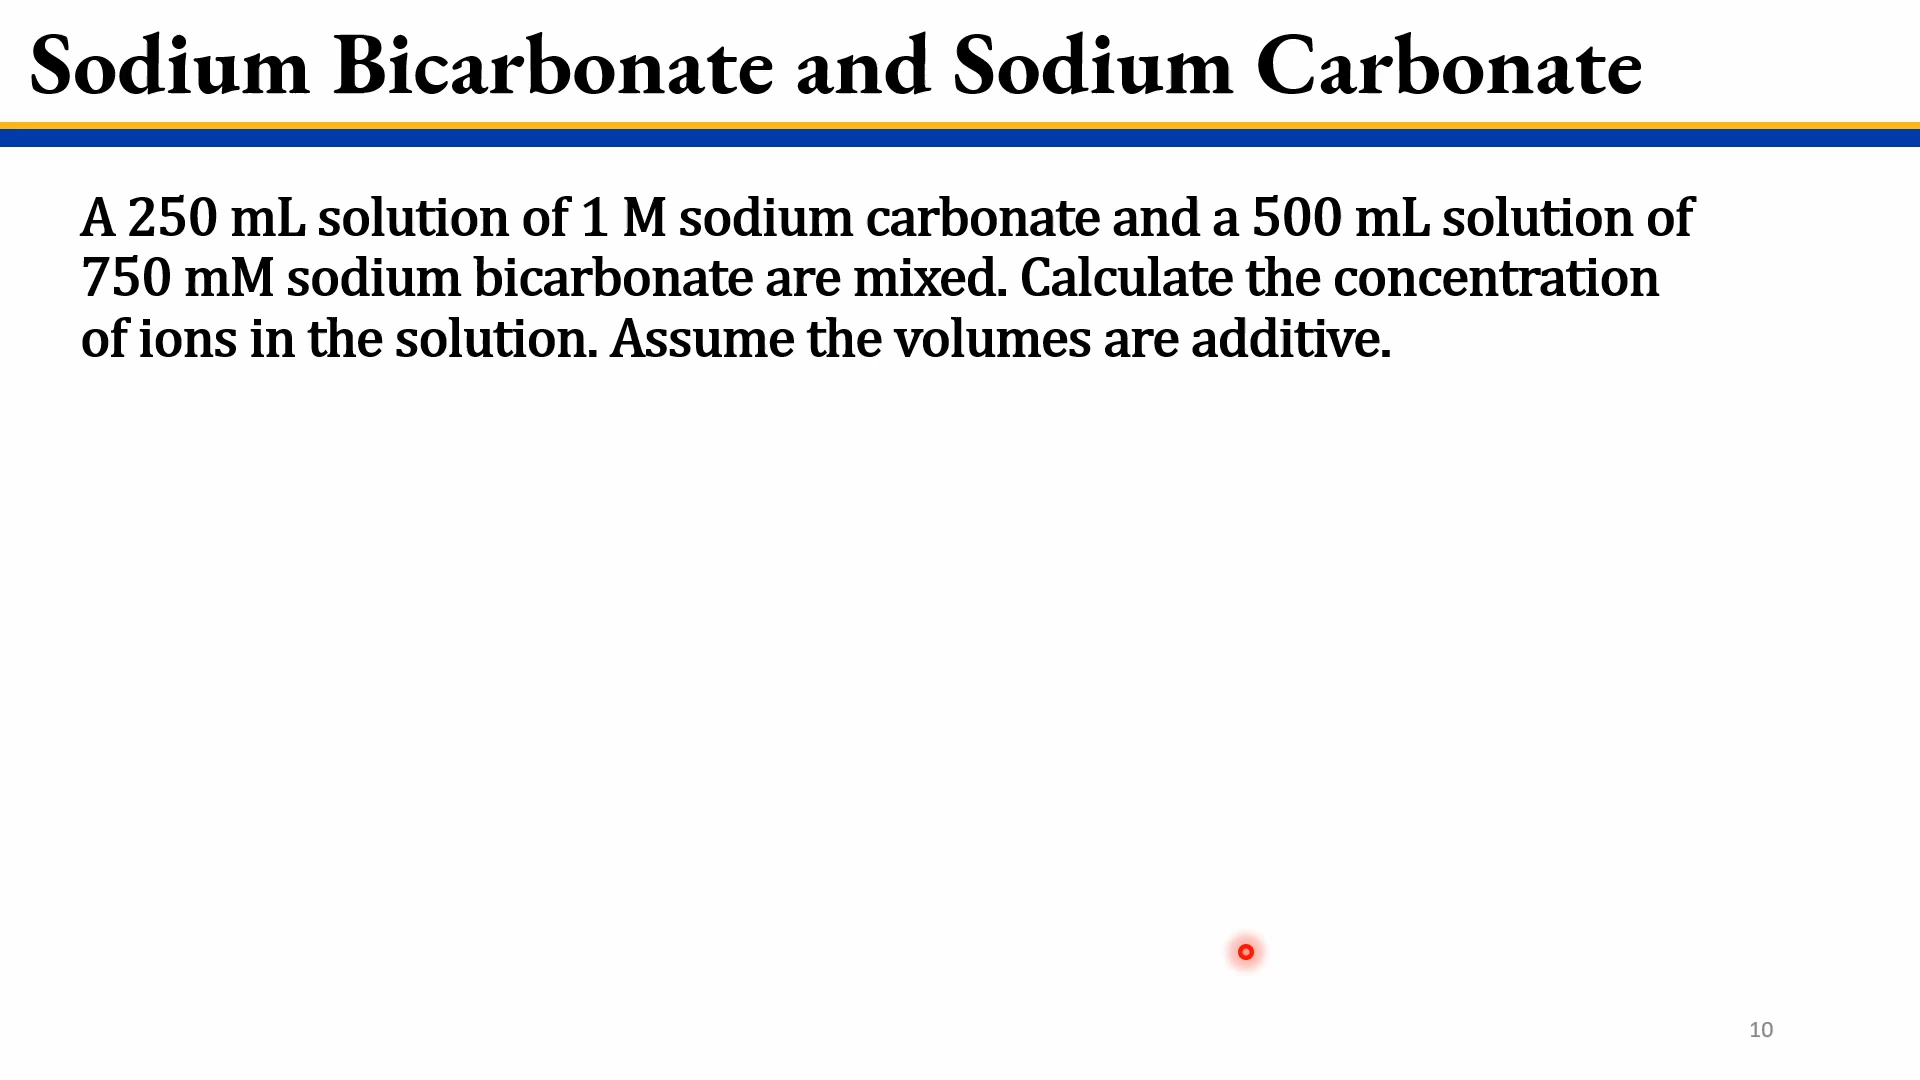 Sodium Bicarbonate and Sodium Carbonate
A 250 mL solution of 1 M sodium carbonate and a 500 mL solution of
750 mM sodium bicarbonate are mixed. Calculate the concentration
of ions in the solution. Assume the volumes are additive.
10